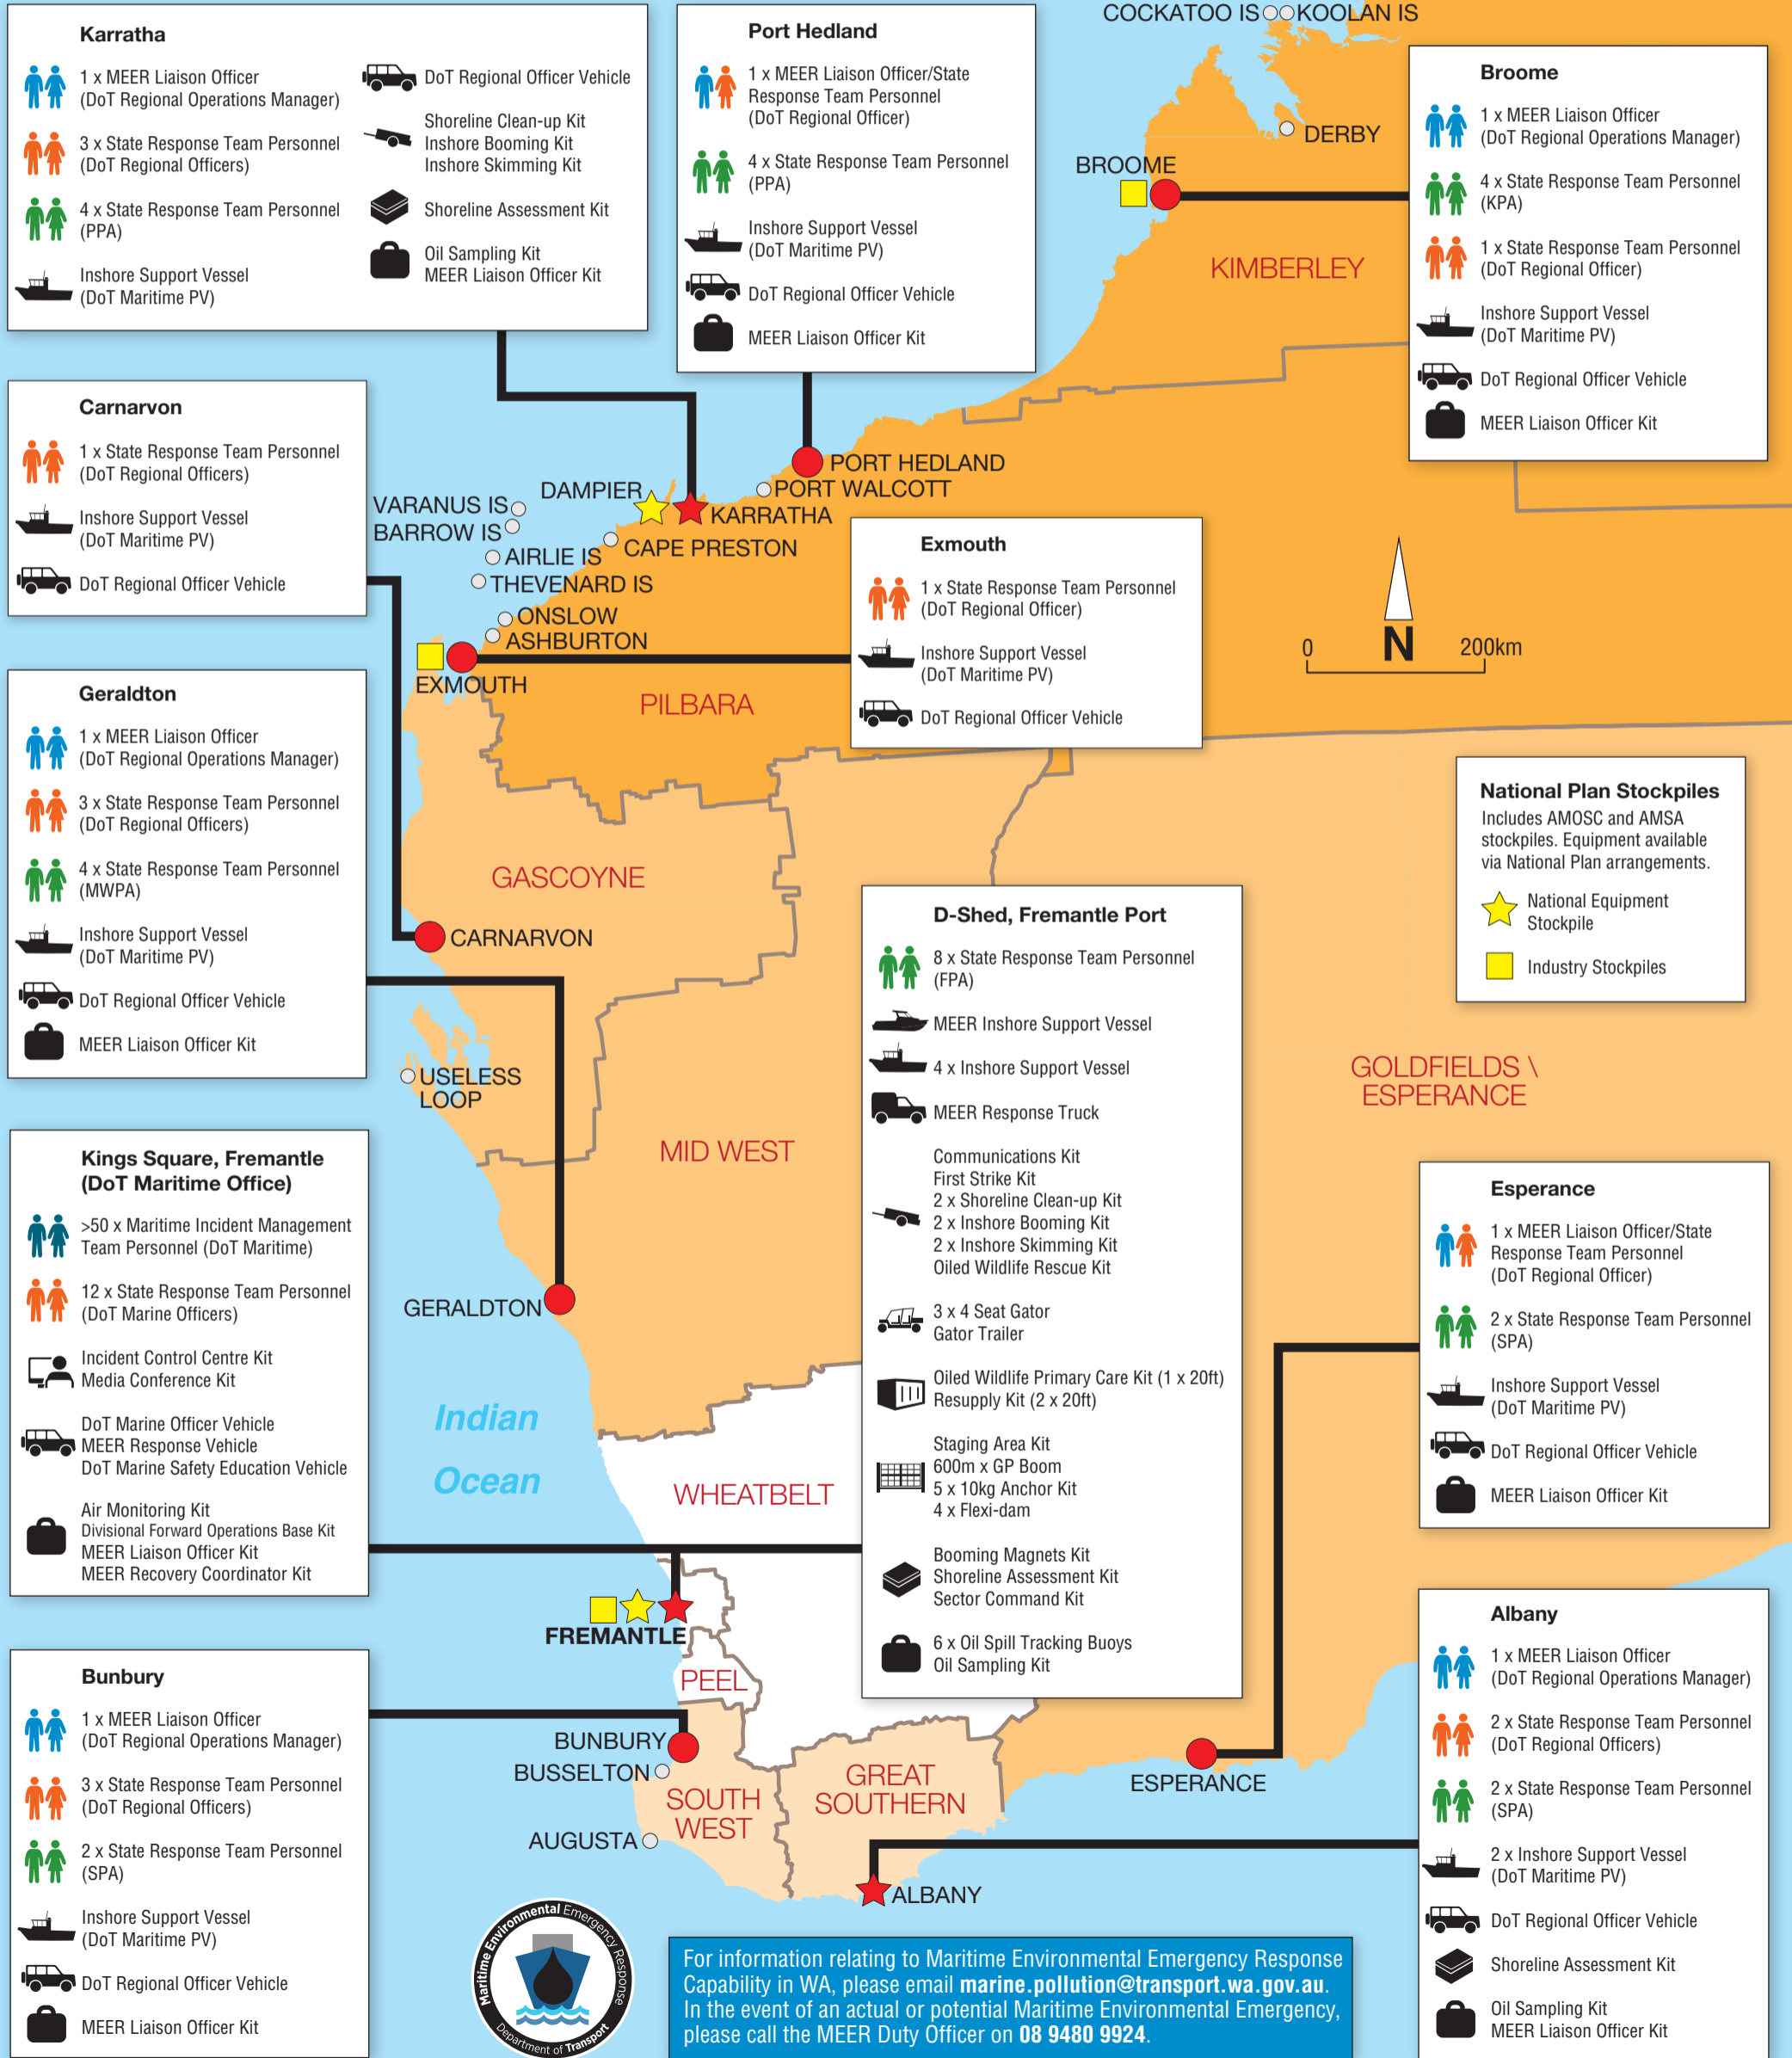 Karratha
1 x MEER Liaison Officer
(DoT Regional Operations Manager)
3 x State Response Team Personnel
(DoT Regional Officers)
4 x State Response Team Personnel
(PPA)
Inshore Support Vessel
(DoT Maritime PV)
DoT Regional Officer Vehicle
Shoreline Clean-up Kit
Inshore Booming Kit
Inshore Skimming Kit
Shoreline Assessment Kit
Oil Sampling Kit
MEER Liaison Officer Kit
Port Hedland
1 x MEER Liaison Officer/State
Response Team Personnel
(DoT Regional Officer)
4 x State Response Team Personnel
(PPA)
Inshore Support Vessel
(DoT Maritime PV)
DoT Regional Officer Vehicle
MEER Liaison Officer Kit
COCKATOO IS
KOOLAN IS
DERBY
BROOME
KIMBERLEY
Broome
1 x MEER Liaison Officer
(DoT Regional Operations Manager)
4 x State Response Team Personnel
(KPA)
1 x State Response Team Personnel
(DoT Regional Officer)
Inshore Support Vessel
(DoT Maritime PV)
DoT Regional Officer Vehicle
MEER Liaison Officer Kit
Carnarvon
1 x State Response Team Personnel
(DoT Regional Officers)
Inshore Support Vessel
(DoT Maritime PV)
DoT Regional Officer Vehicle
PORT HEDLAND
PORT WALCOTT
DAMPIER
KARRATHA
VARANUS IS
BARROW IS
CAPE PRESTON
AIRLIE IS
THEVENARD IS
ONSLOW
ASHBURTON
EXMOUTH
PILBARA
Exmouth
1 x State Response Team Personnel
(DoT Regional Officer)
Inshore Support Vessel
(DoT Maritime PV)
DoT Regional Officer Vehicle
0
N
200km
Geraldton
1 x MEER Liaison Officer
(DoT Regional Operations Manager)
3 x State Response Team Personnel
(DoT Regional Officers)
4 x State Response Team Personnel
(MWPA)
Inshore Support Vessel
(DoT Maritime PV)
DoT Regional Officer Vehicle
MEER Liaison Officer Kit
GASCOYNE
CARNARVON
USELESS
LOOP
MID WEST
GERALDTON
National Plan Stockpiles
Includes AMOSC and AMSA
stockpiles. Equipment available
via National Plan arrangements.
National Equipment
Stockpile
Industry Stockpiles
GOLDFIELDS \
ESPERANCE
D-Shed, Fremantle Port
8 x State Response Team Personnel
(FPA)
MEER Inshore Support Vessel
4 x Inshore Support Vessel
MEER Response Truck
Communications Kit
First Strike Kit
2 x Shoreline Clean-up Kit
2 x Inshore Booming Kit
2 x Inshore Skimming Kit
Oiled Wildlife Rescue Kit
3 x 4 Seat Gator
Gator Trailer
Oiled Wildlife Primary Care Kit (1 x 20ft)
Resupply Kit (2 x 20ft)
Staging Area Kit
600m x GP Boom
5 x 10kg Anchor Kit
4 x Flexi-dam
Booming Magnets Kit
Shoreline Assessment Kit
Sector Command Kit
6 x Oil Spill Tracking Buoys
Oil Sampling Kit
Kings Square, Fremantle
(DoT Maritime Office)
>50 x Maritime Incident Management
Team Personnel (DoT Maritime)
12 x State Response Team Personnel
(DoT Marine Officers)
Incident Control Centre Kit
Media Conference Kit
DoT Marine Officer Vehicle
MEER Response Vehicle
DoT Marine Safety Education Vehicle
Air Monitoring Kit
Divisional Forward Operations Base Kit
MEER Liaison Officer Kit
MEER Recovery Coordinator Kit
Indian
Ocean
WHEATBELT
FREMANTLE
PEEL
Esperance
1 x MEER Liaison Officer/State
Response Team Personnel
(DoT Regional Officer)
2 x State Response Team Personnel
(SPA)
Inshore Support Vessel
(DoT Maritime PV)
DoT Regional Officer Vehicle
MEER Liaison Officer Kit
Bunbury
1 x MEER Liaison Officer
(DoT Regional Operations Manager)
3 x State Response Team Personnel
(DoT Regional Officers)
2 x State Response Team Personnel
(SPA)
Inshore Support Vessel
(DoT Maritime PV)
DoT Regional Officer Vehicle
MEER Liaison Officer Kit
BUNBURY
BUSSELTON
SOUTH
WEST
AUGUSTA
GREAT
SOUTHERN
ESPERANCE
ALBANY
Albany
1 x MEER Liaison Officer
(DoT Regional Operations Manager)
2 x State Response Team Personnel
(DoT Regional Officers)
2 x State Response Team Personnel
(SPA)
2 x Inshore Support Vessel
(DoT Maritime PV)
DoT Regional Officer Vehicle
Shoreline Assessment Kit
Oil Sampling Kit
MEER Liaison Officer Kit
Maritime Environmental Emergency Response
Department of Transport
For information relating to Maritime Environmental Emergency Response
Capability in WA, please email marine.pollution@transport.wa.gov.au.
In the event of an actual or potential Maritime Environmental Emergency,
please call the MEER Duty Officer on 08 9480 9924.